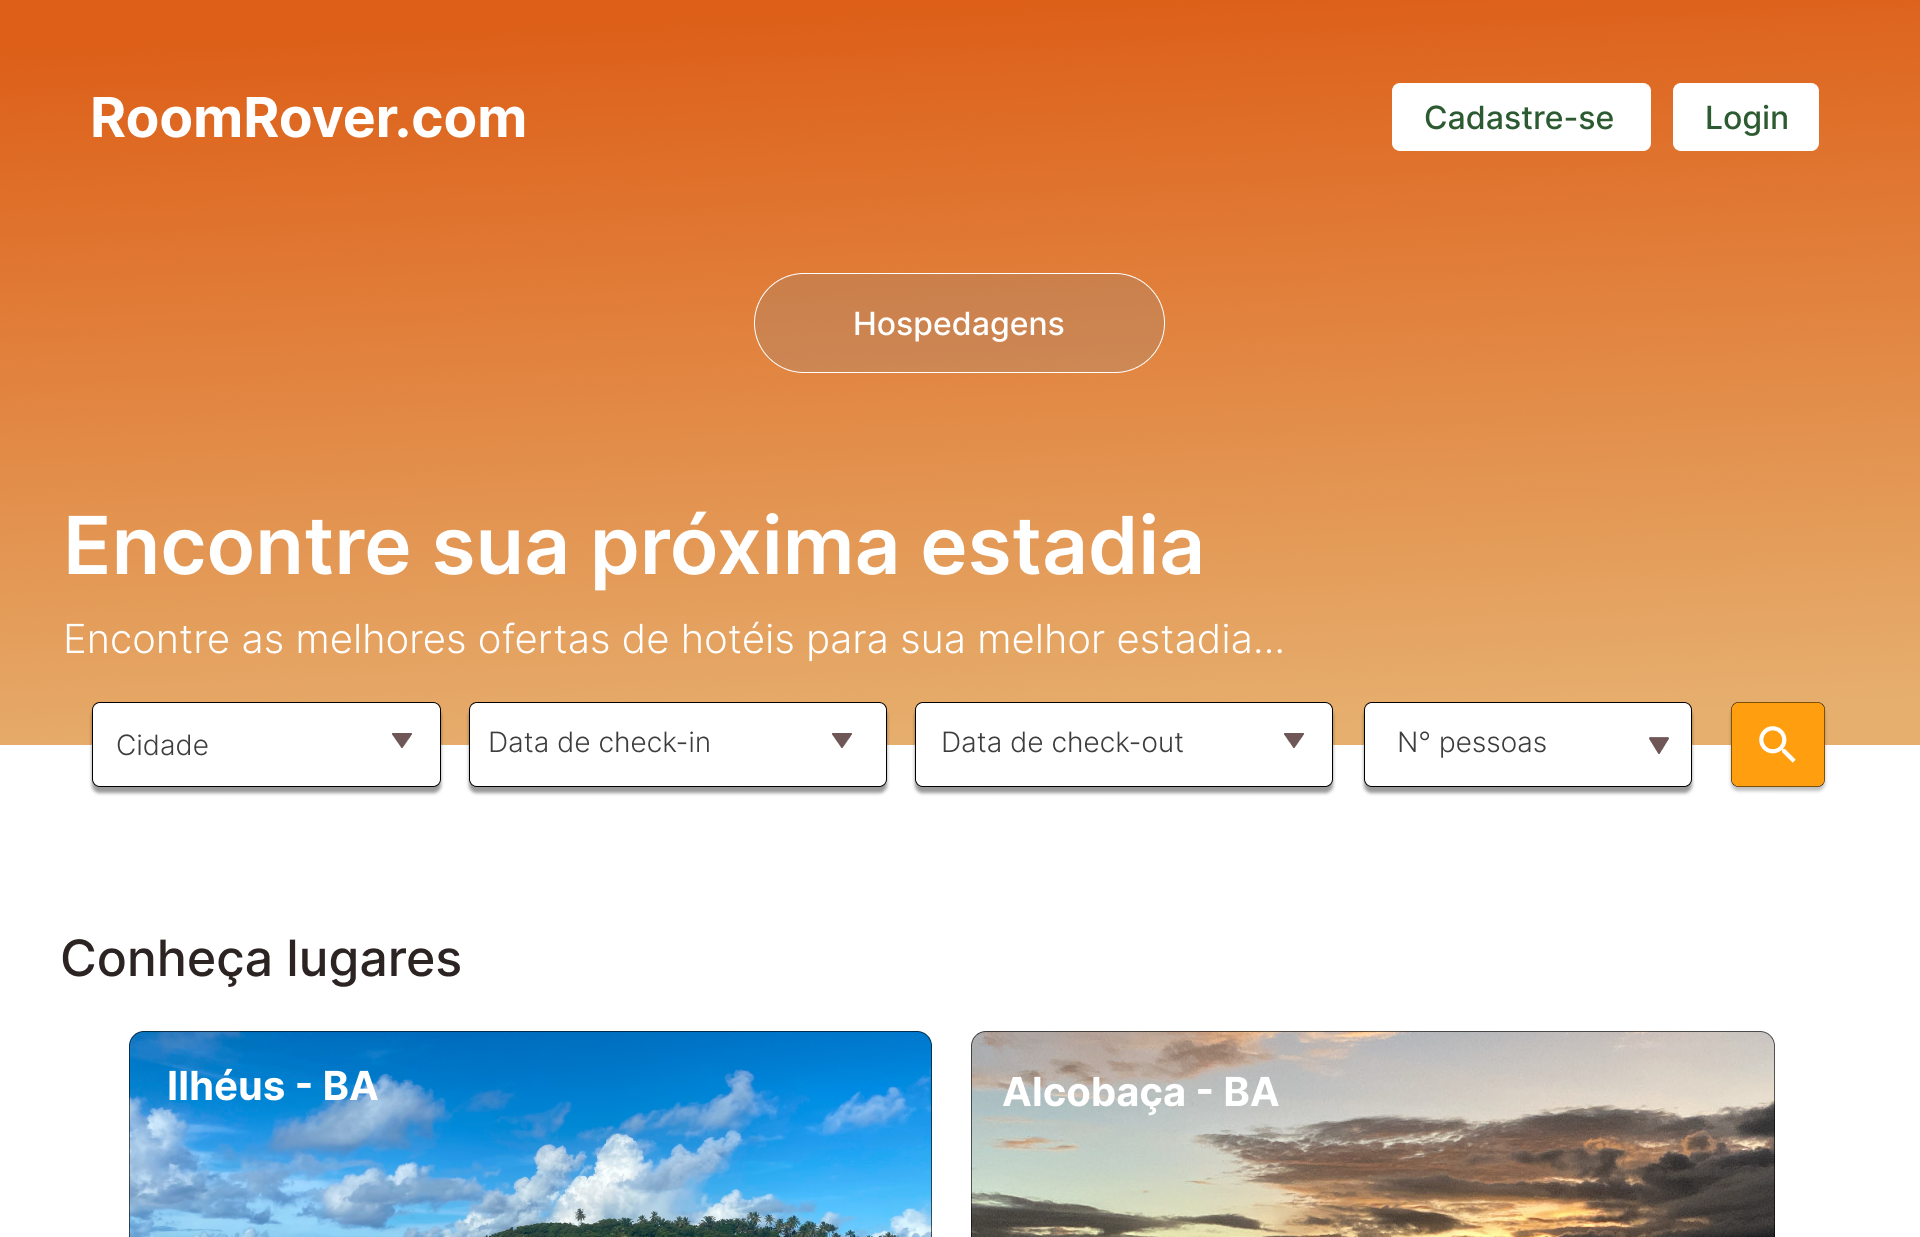 RoomRover.com
Cadastre-se
Login
Hospedagens
Encontre sua próxima estadia
Encontre as melhores ofertas de hotéis para sua melhor estadia...
Cidade
Data de check-in
Data de check-out
N° pessoas
Conheça lugares
Ilhéus - BA
Alcobaça - BA